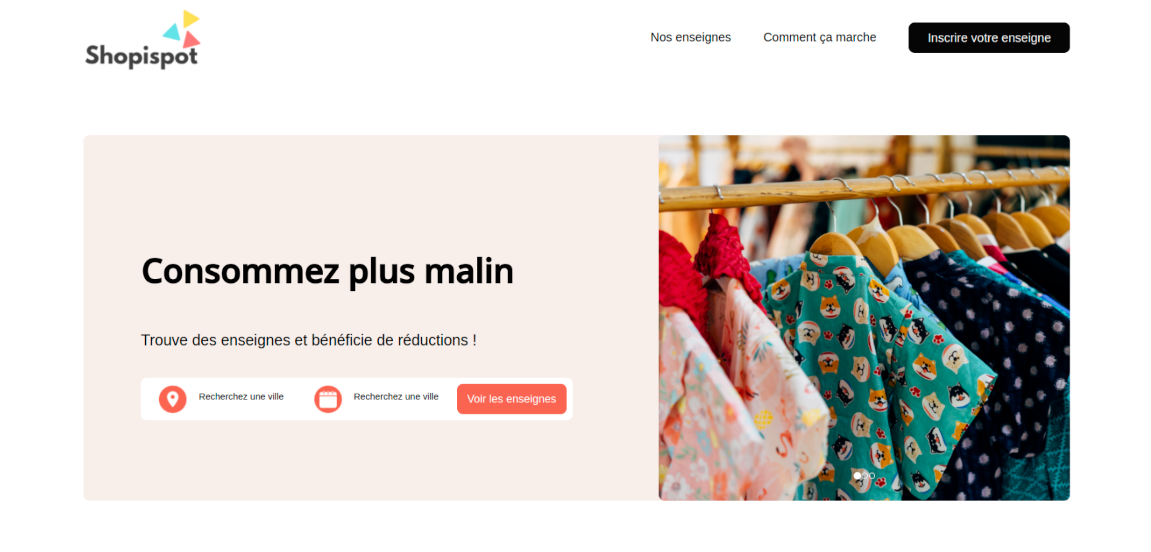 Shopispot
Nos enseignes
Comment ça marche
Inscrire votre enseigne
Consommez plus malin
Trouve des enseignes et bénéficie de réductions !
Recherchez une ville
Recherchez une ville
Voir les enseignes